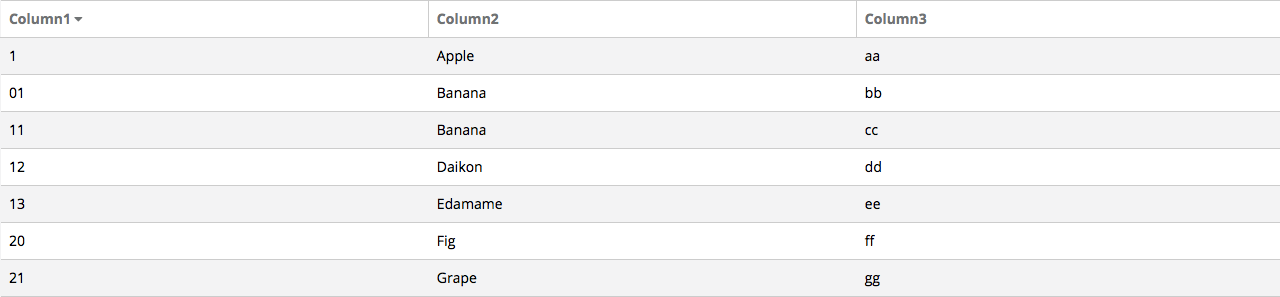 Column1 Column2 Column3
1 Apple aa
01 Banana bb
11 Banana cc
12 Daikon dd
13 Edamame ee
20 Fig ff
21 Grape gg